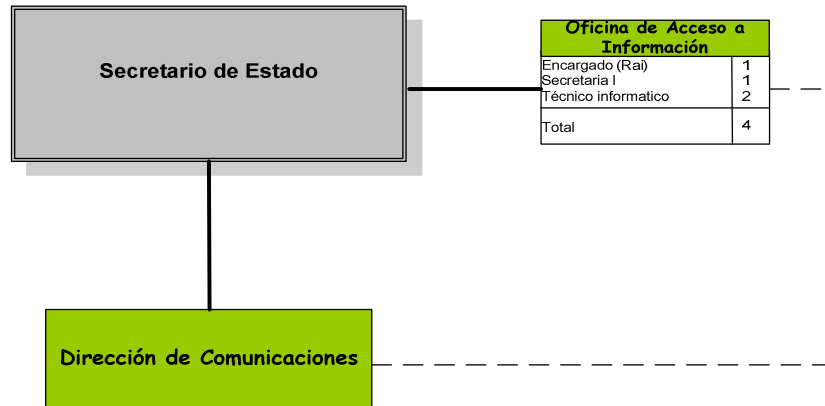 Secretario de Estado
Oficina de Acceso a
Información
Encargado (Rai) 1
Secretaria I 1
Técnico informatico 2
Total 4
Dirección de Comunicaciones